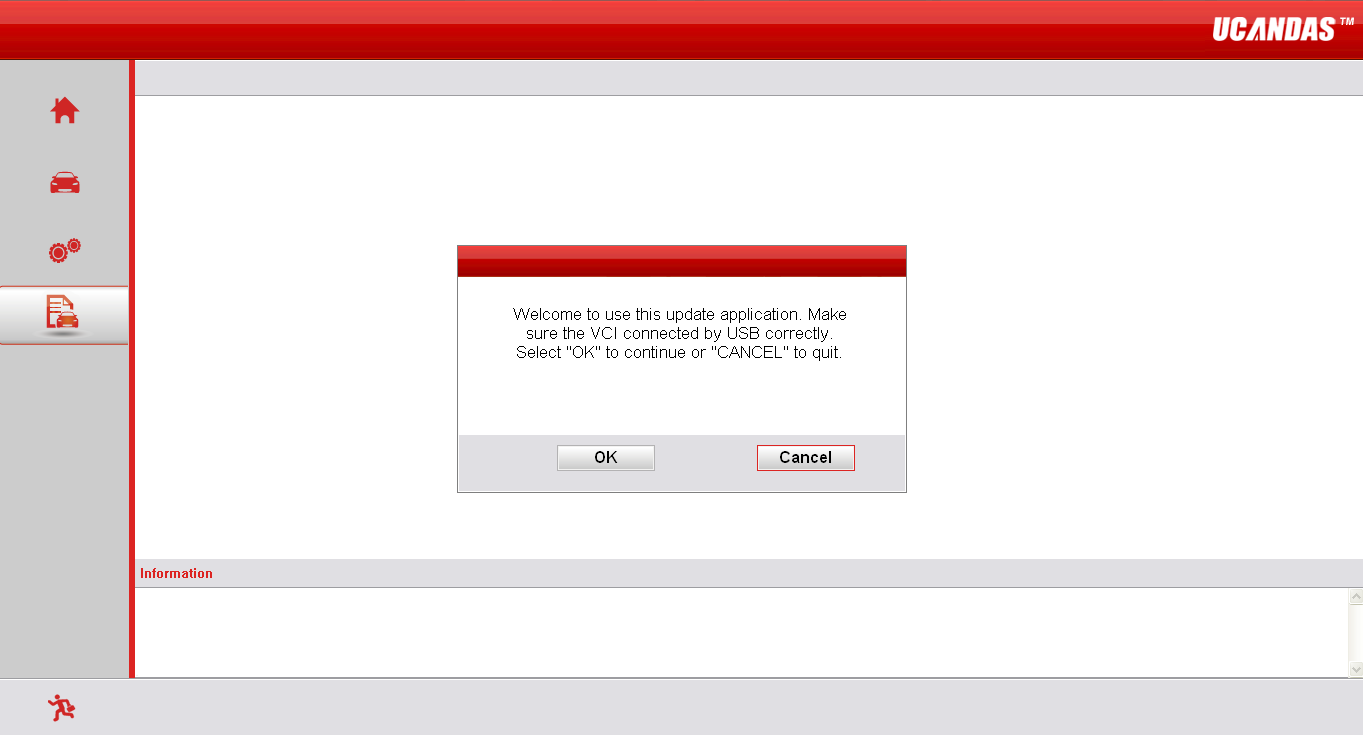 UCANDAS™
Welcome to use this update application. Make
sure the VCI connected by USB correctly.
Select "OK" to continue or "CANCEL" to quit.
OK
Cancel
Information